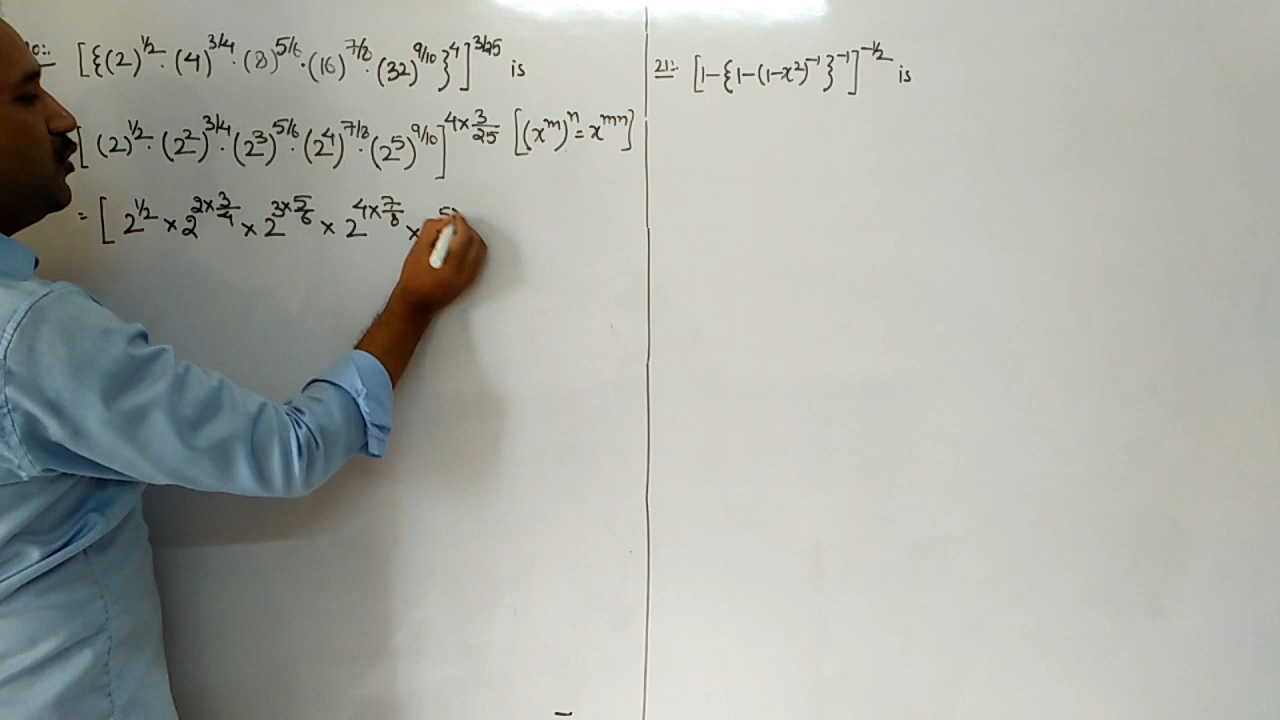 0:. [{(2)^1/2 · (4)^3/4 · (8)^5/6 · (16)^7/8 · (32)^9/10}^4]^3/25 is
[(2)^1/2 · (2^2)^3/4 · (2^3)^5/6 · (2^4)^7/8 · (2^5)^9/10]^4×3/25 [(x^m)^n = x^mn]
= [2^1/2 × 2^2×3/4 × 2^3×5/6 × 2^4×7/8 ×
21:. [1-{1-(1-x^2)^-1}^-1]^-1/2 is